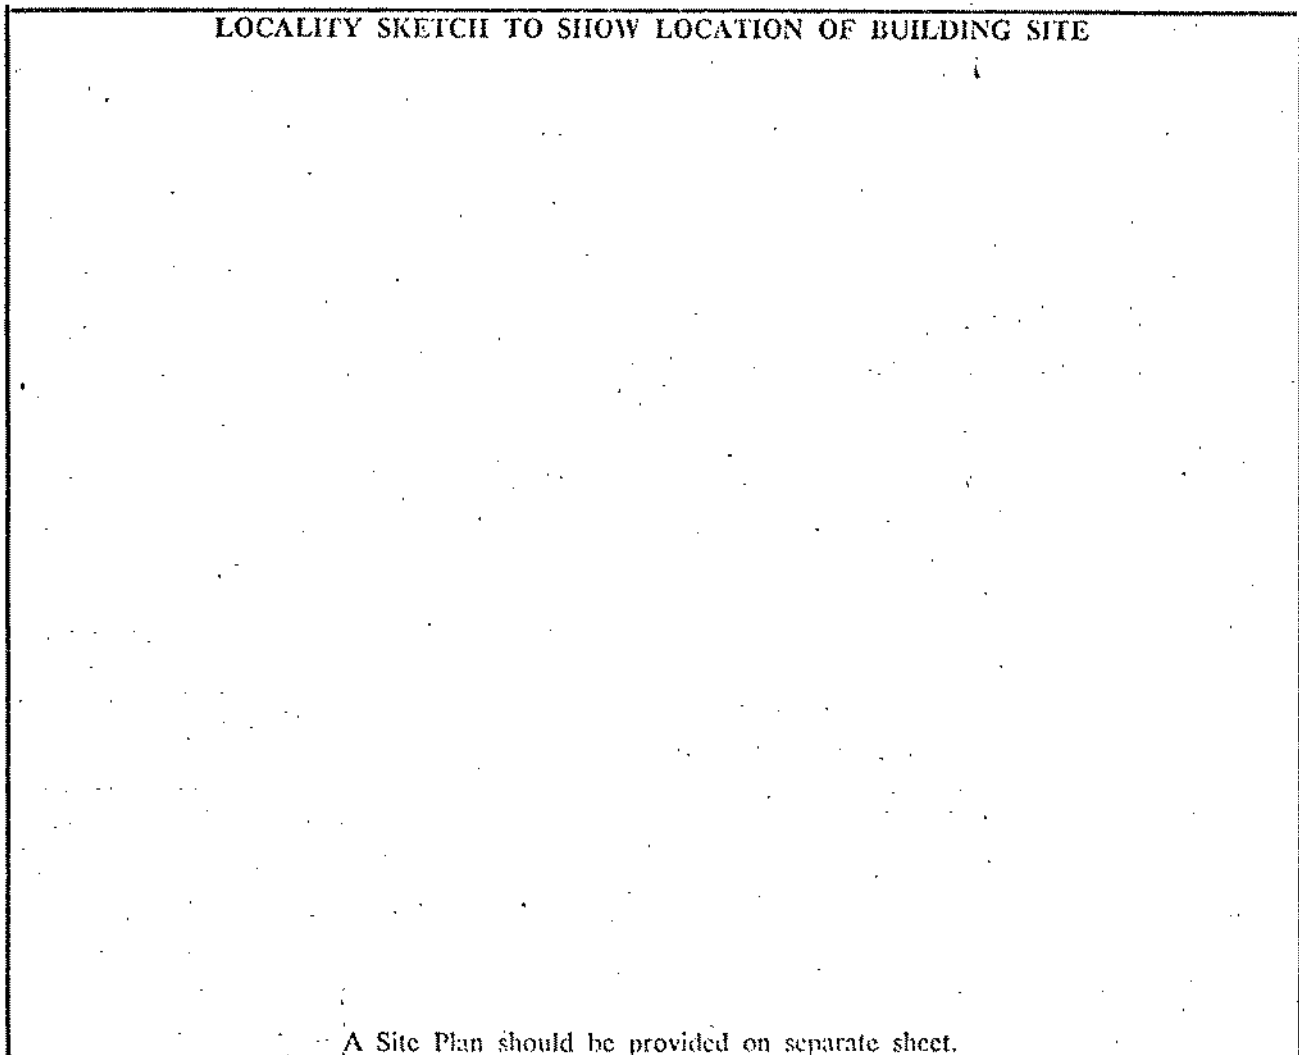 LOCALITY SKETCH TO SHOW LOCATION OF BUILDING SITE
A Site Plan should be provided on separate sheet.